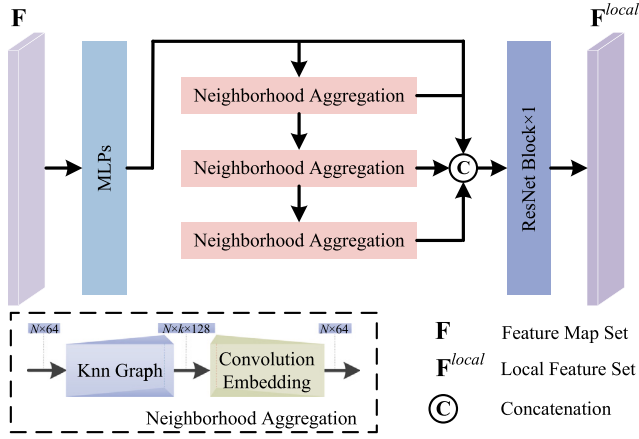 F
F^local
MLPs
Neighborhood Aggregation
Neighborhood Aggregation
Neighborhood Aggregation
C
ResNet Block×1
N×64
N×k×128
N×64
Knn Graph
Convolution
Embedding
Neighborhood Aggregation
F Feature Map Set
F^local Local Feature Set
C Concatenation